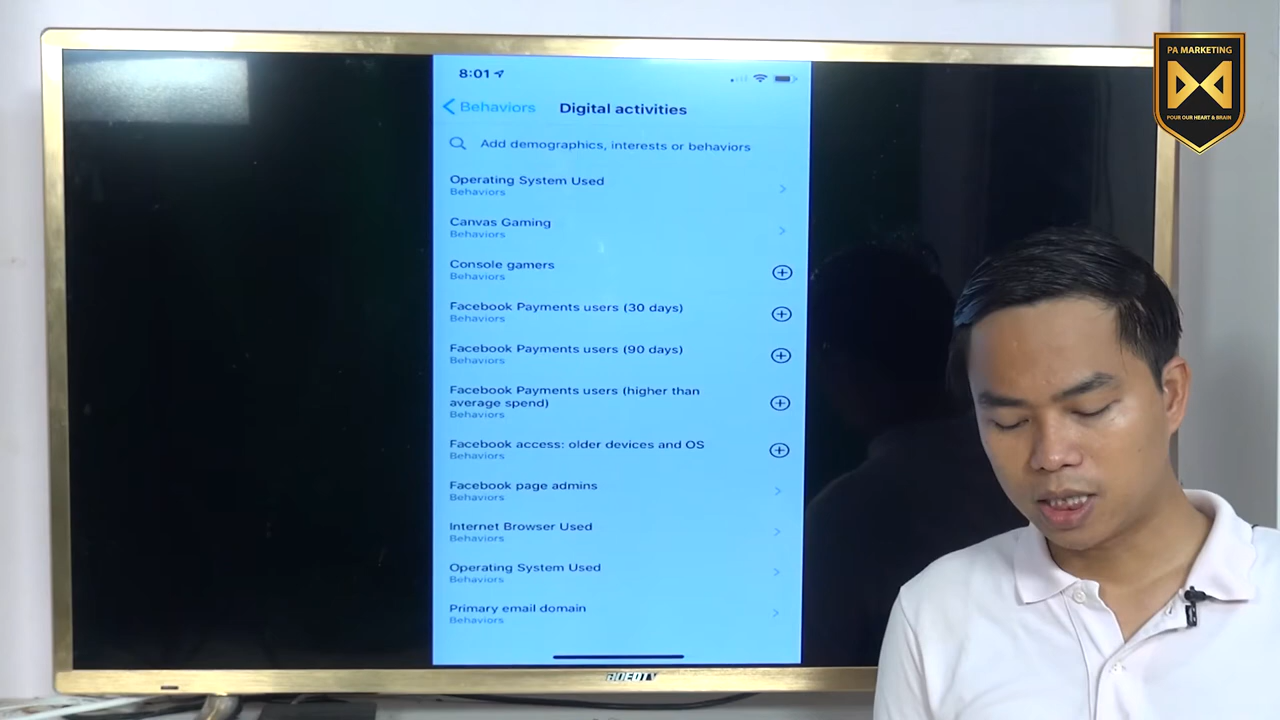 PA MARKETING
POUR OUR HEART & BRAIN
8:01
Behaviors
Digital activities
Add demographics, interests or behaviors
Operating System Used
Behaviors
Canvas Gaming
Behaviors
Console gamers
Behaviors
Facebook Payments users (30 days)
Behaviors
Facebook Payments users (90 days)
Behaviors
Facebook Payments users (higher than
average spend)
Behaviors
Facebook access: older devices and OS
Behaviors
Facebook page admins
Behaviors
Internet Browser Used
Behaviors
Operating System Used
Behaviors
Primary email domain
Behaviors